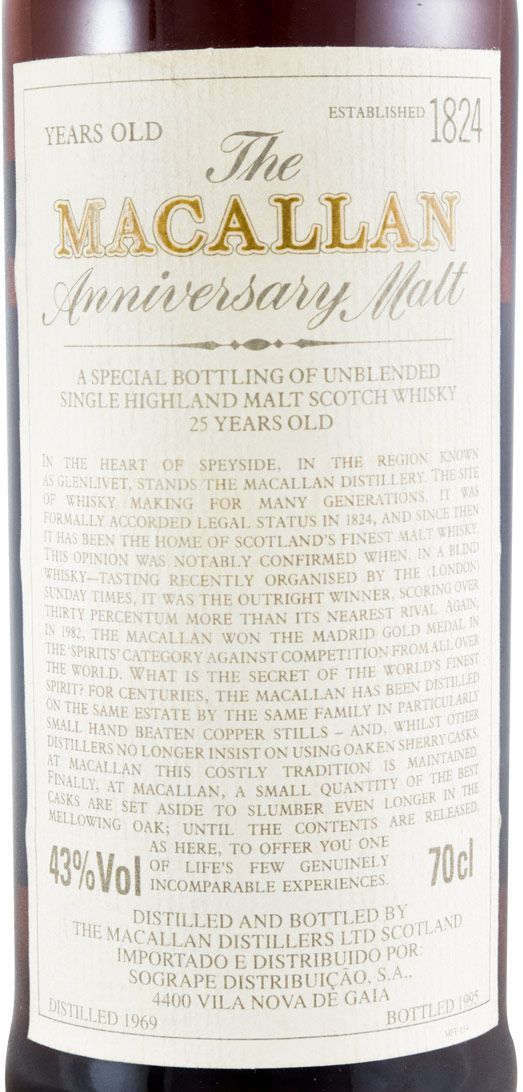 YEARS OLD
ESTABLISHED 1824
The
MACALLAN
Anniversary Malt
A SPECIAL BOTTLING OF UNBLENDED
SINGLE HIGHLAND MALT SCOTCH WHISKY
25 YEARS OLD
IN THE HEART OF SPEYSIDE, IN THE REGION KNOWN
AS GLENLIVET, STANDS THE MACALLAN DISTILLERY. THE SITE
OF WHISKY MAKING FOR MANY GENERATIONS, IT WAS
FORMALLY ACCORDED LEGAL STATUS IN 1824, AND SINCE THEN
IT HAS BEEN THE HOME OF SCOTLAND'S FINEST MALT WHISKY.
THIS OPINION WAS NOTABLY CONFIRMED WHEN, IN A BLIND
WHISKY—TASTING RECENTLY ORGANISED BY THE (LONDON)
SUNDAY TIMES, IT WAS THE OUTRIGHT WINNER, SCORING OVER
THIRTY PERCENTUM MORE THAN ITS NEAREST RIVAL. AGAIN,
IN 1982, THE MACALLAN WON THE MADRID GOLD MEDAL IN
THE 'SPIRITS' CATEGORY AGAINST COMPETITION FROM ALL OVER
THE WORLD. WHAT IS THE SECRET OF THE WORLD'S FINEST
SPIRIT? FOR CENTURIES, THE MACALLAN HAS BEEN DISTILLED
ON THE SAME ESTATE BY THE SAME FAMILY IN PARTICULARLY
SMALL HAND BEATEN COPPER STILLS – AND, WHILST OTHER
DISTILLERS NO LONGER INSIST ON USING OAKEN SHERRY CASKS,
AT MACALLAN THIS COSTLY TRADITION IS MAINTAINED.
FINALLY, AT MACALLAN, A SMALL QUANTITY OF THE BEST
CASKS ARE SET ASIDE TO SLUMBER EVEN LONGER IN THE
MELLOWING OAK; UNTIL THE CONTENTS ARE RELEASED,
AS HERE, TO OFFER YOU ONE
OF LIFE'S FEW GENUINELY
INCOMPARABLE EXPERIENCES.
43%Vol
70cl
DISTILLED AND BOTTLED BY
THE MACALLAN DISTILLERS LTD SCOTLAND
IMPORTADO E DISTRIBUIDO POR:
SOGRAPE DISTRIBUIÇÃO, S.A.,
4400 VILA NOVA DE GAIA
DISTILLED 1969
BOTTLED 1995